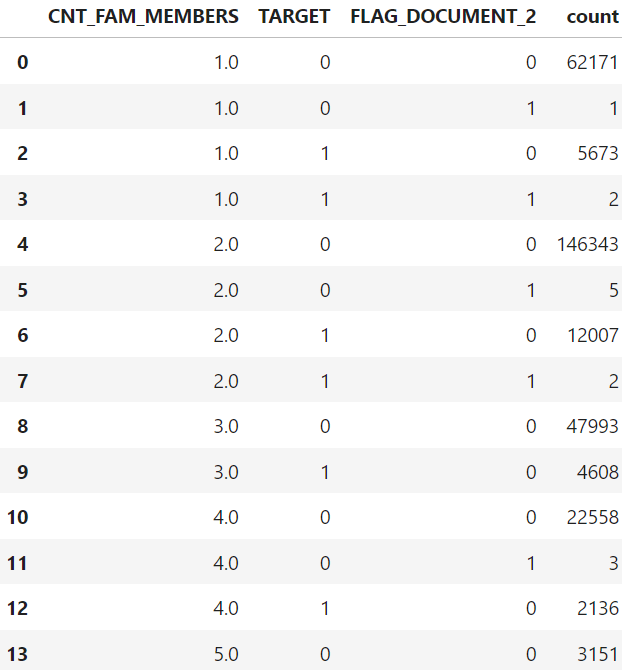 CNT_FAM_MEMBERS TARGET FLAG_DOCUMENT_2 count
0 1.0 0 0 62171
1 1.0 0 1 1
2 1.0 1 0 5673
3 1.0 1 1 2
4 2.0 0 0 146343
5 2.0 0 1 5
6 2.0 1 0 12007
7 2.0 1 1 2
8 3.0 0 0 47993
9 3.0 1 0 4608
10 4.0 0 0 22558
11 4.0 0 1 3
12 4.0 1 0 2136
13 5.0 0 0 3151